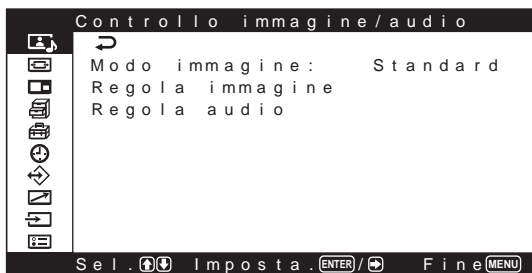 Controllo immagine/audio
Modo immagine: Standard
Regola immagine
Regola audio
Sel. Imposta. ENTER / Fine MENU